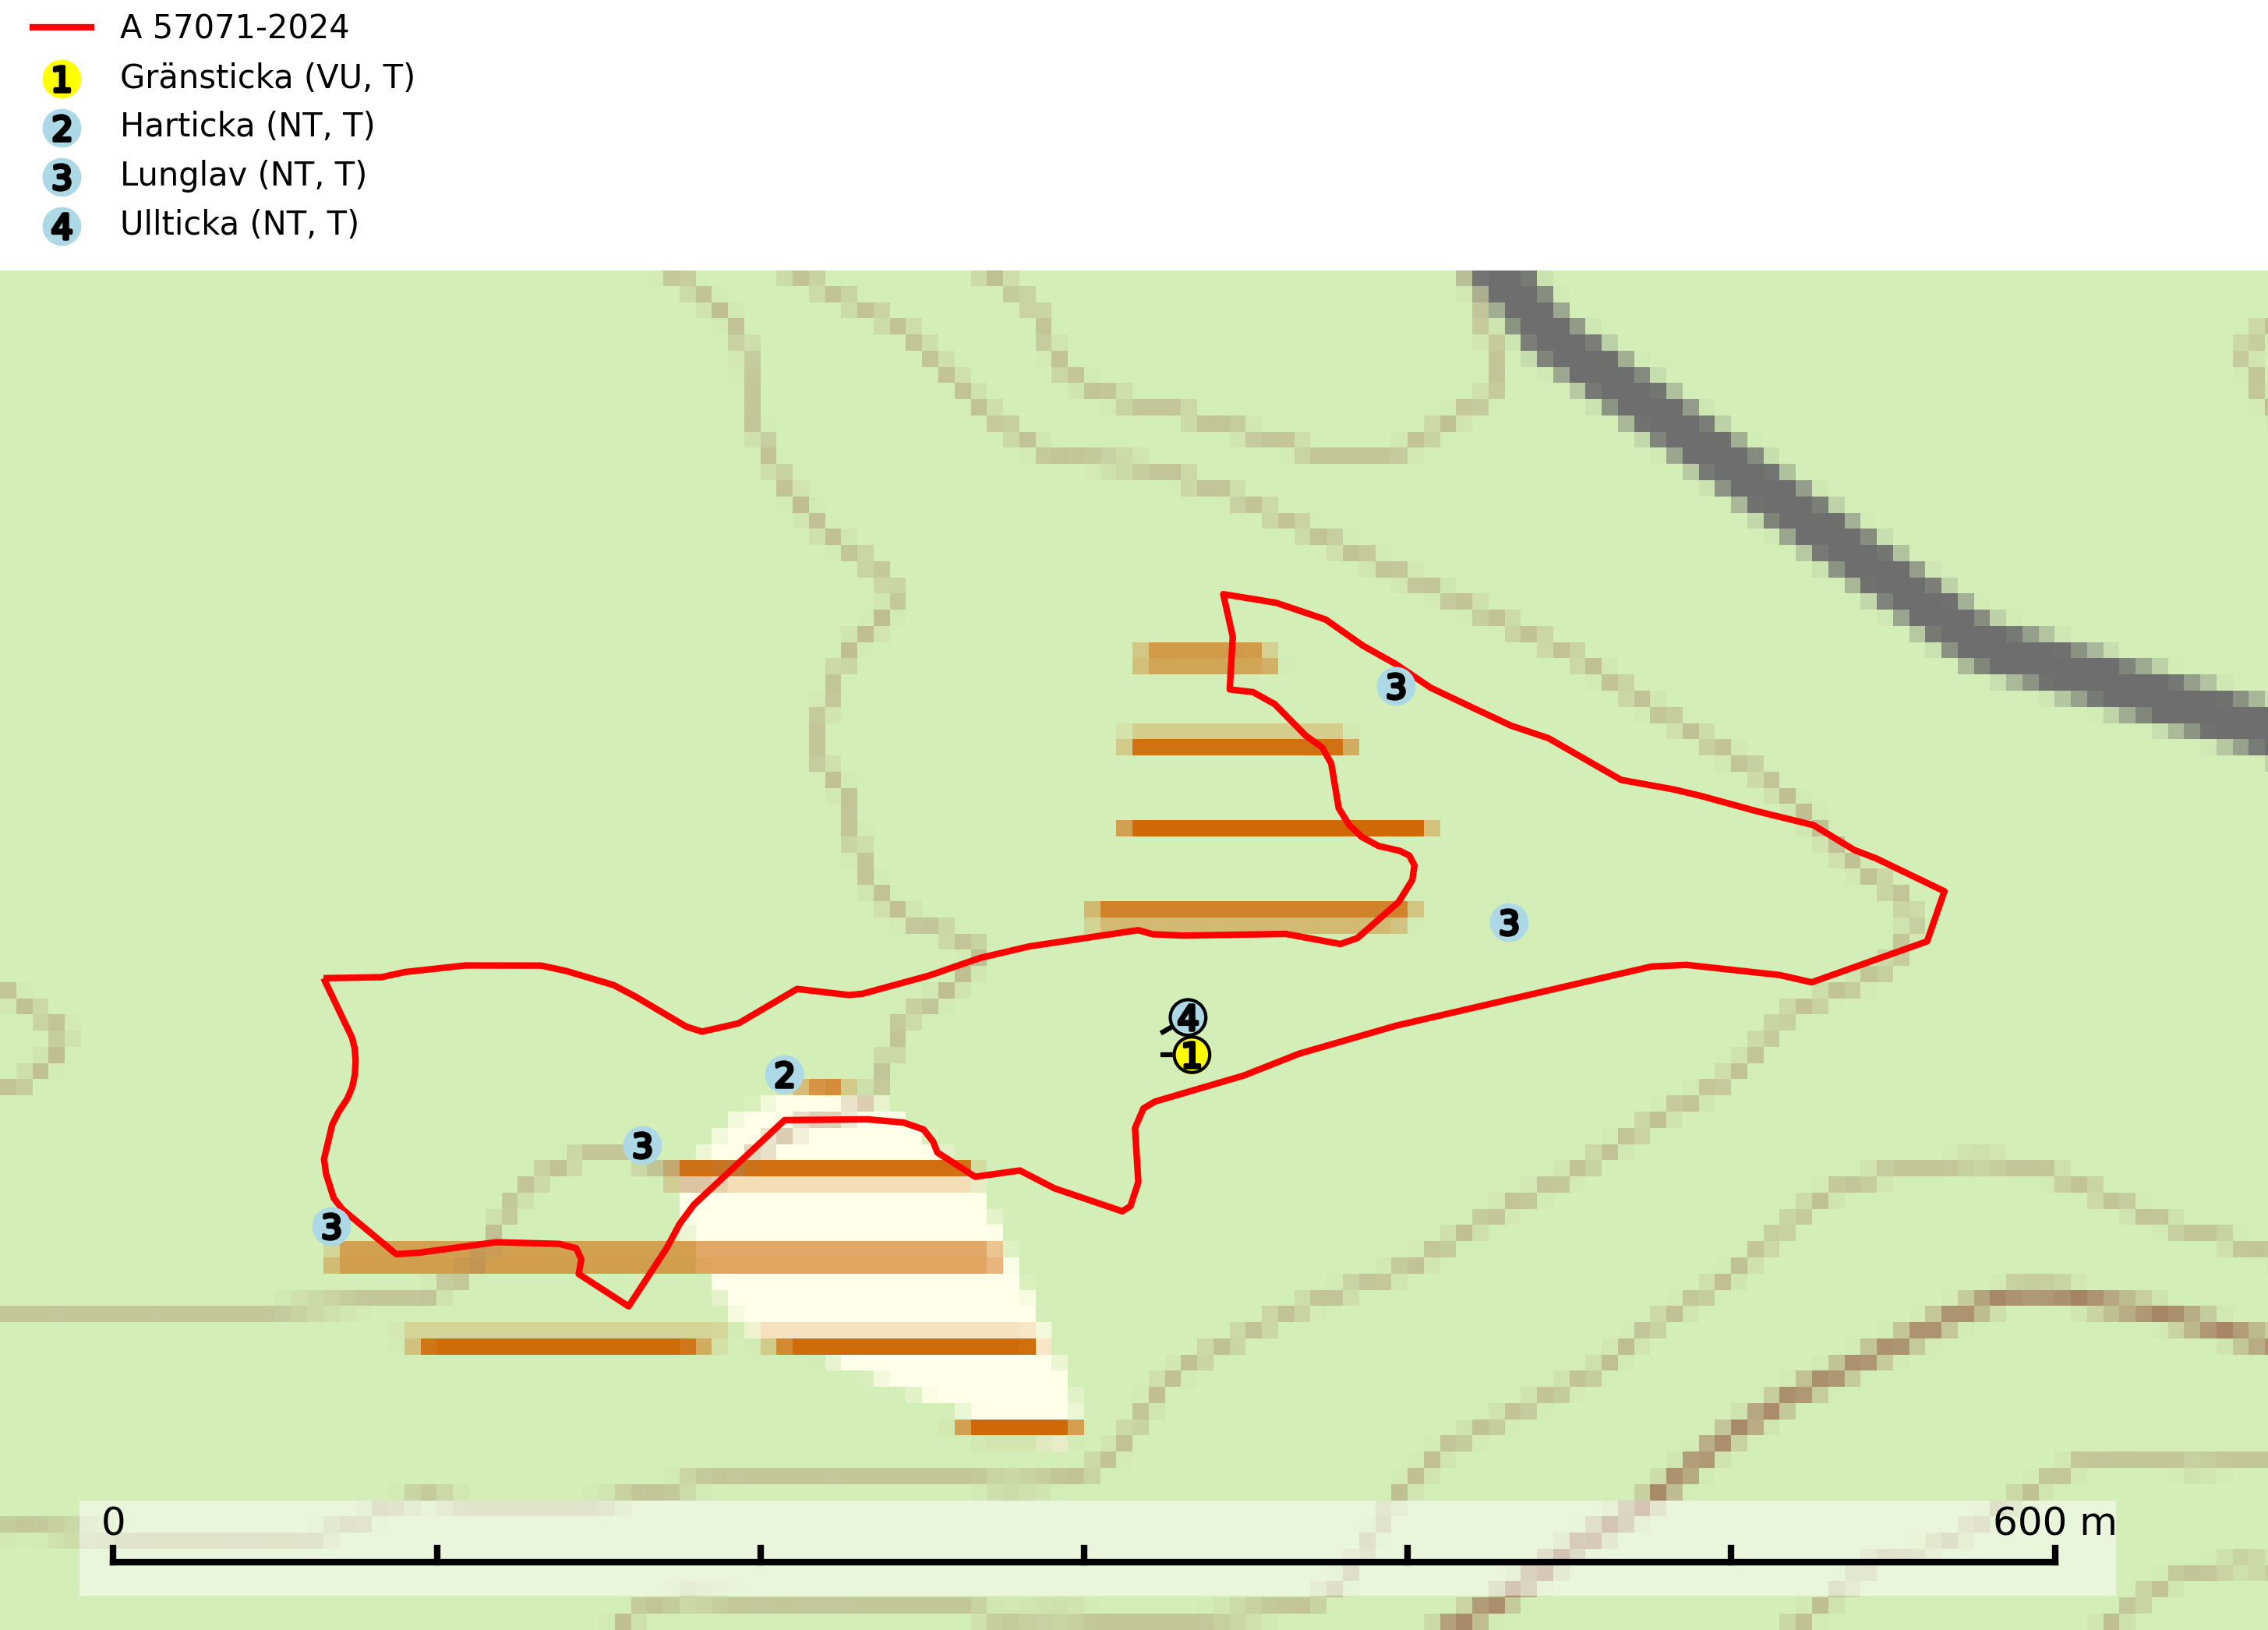 A 57071-2024
1 Gränsticka (VU, T)
2 Harticka (NT, T)
3 Lunglav (NT, T)
4 Ullticka (NT, T)
3
3
4
1
2
3
3
0 600 m